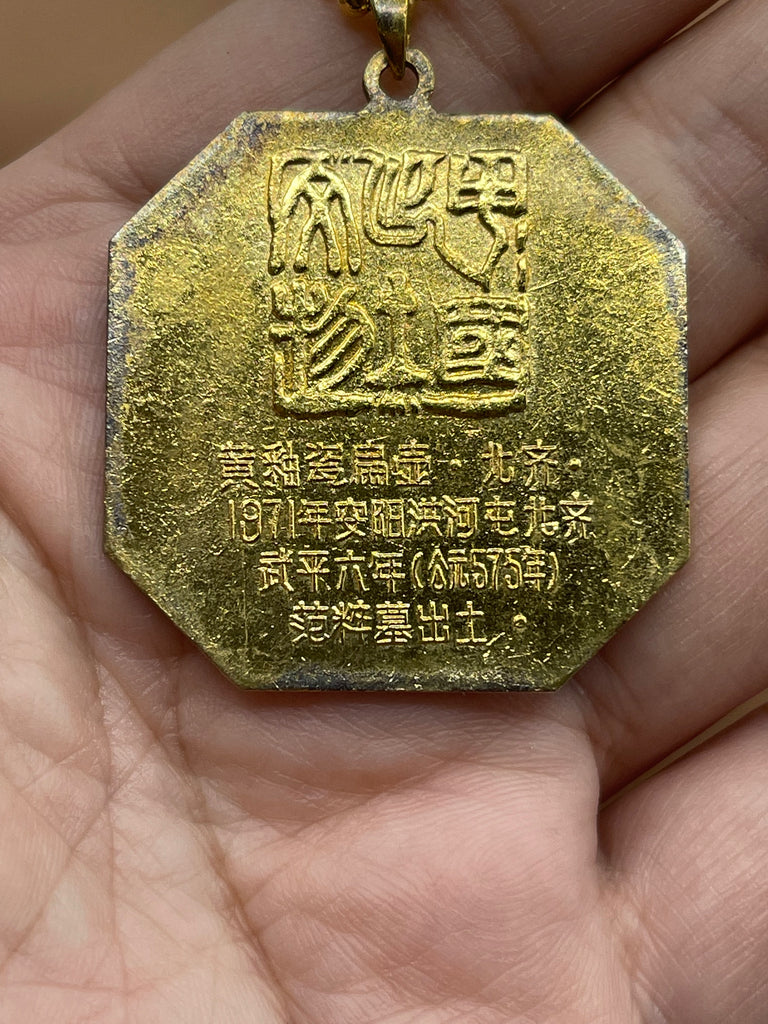 中國
出土
文物
黄釉瓷扁壶·北齐·
1971年安阳洪河屯北齐
武平六年(公元575年)
范粹墓出土·